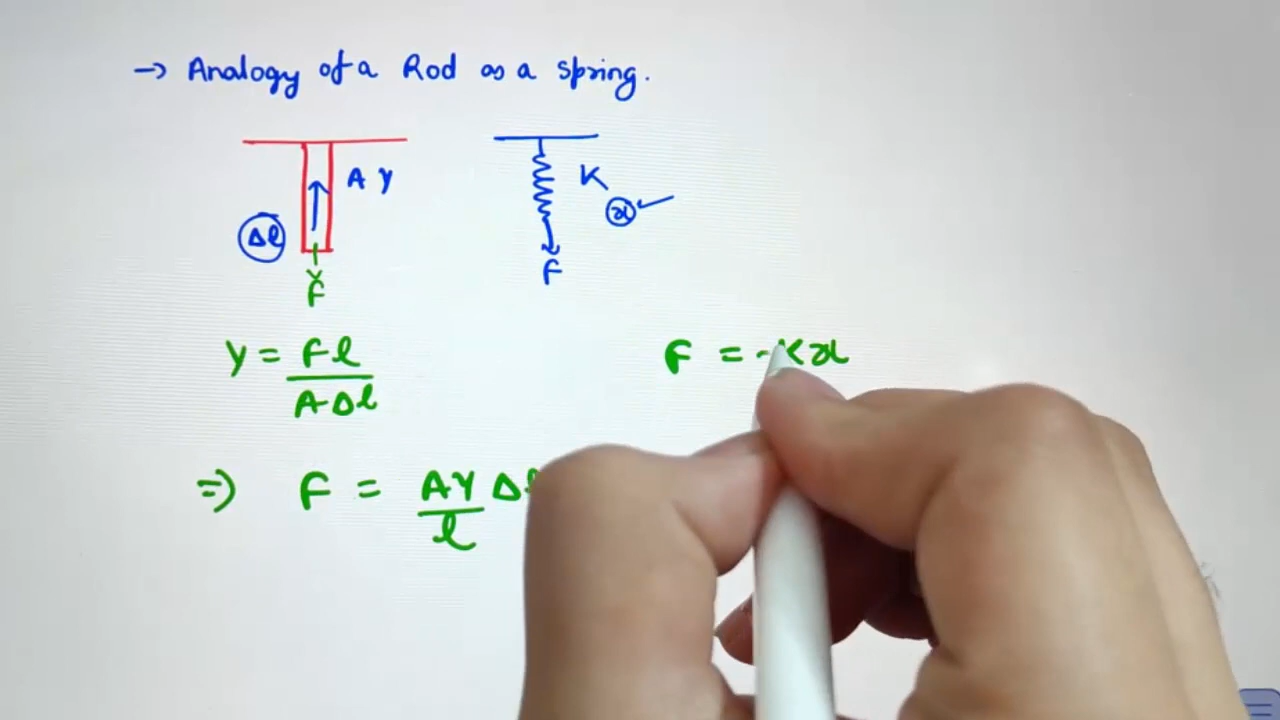 → Analogy of a Rod as a spring.
A Y
K
Δl
x
F
F
Y = Fl
AΔl
F = -Kx
⇒ F = AY Δ
l